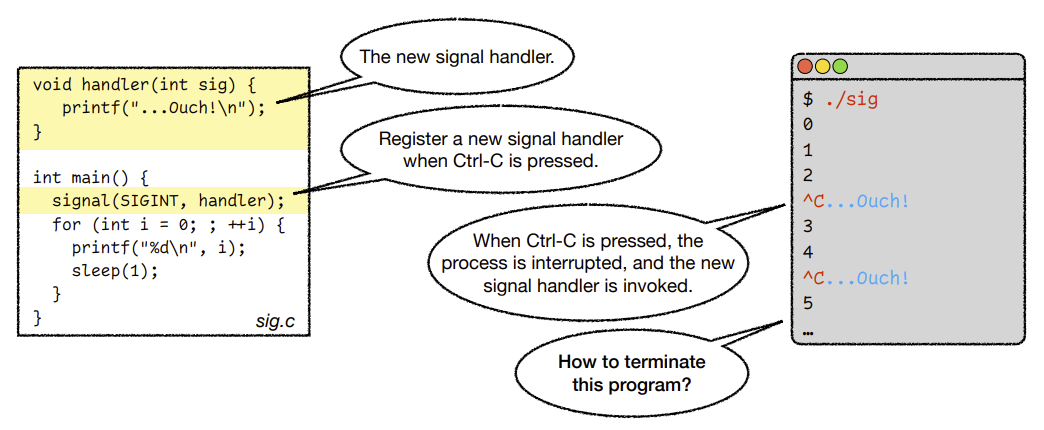 void handler(int sig) {
printf("...Ouch!\n");
}
int main() {
signal(SIGINT, handler);
for (int i = 0; ; ++i) {
printf("%d\n", i);
sleep(1);
}
}
sig.c
The new signal handler.
Register a new signal handler
when Ctrl-C is pressed.
When Ctrl-C is pressed, the
process is interrupted, and the new
signal handler is invoked.
How to terminate
this program?
$ ./sig
0
1
2
^C...Ouch!
3
4
^C...Ouch!
5
…